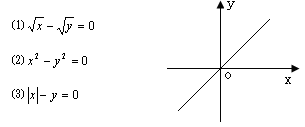 (1) √x − √y = 0
(2) x² − y² = 0
(3) |x| − y = 0
y
o
x